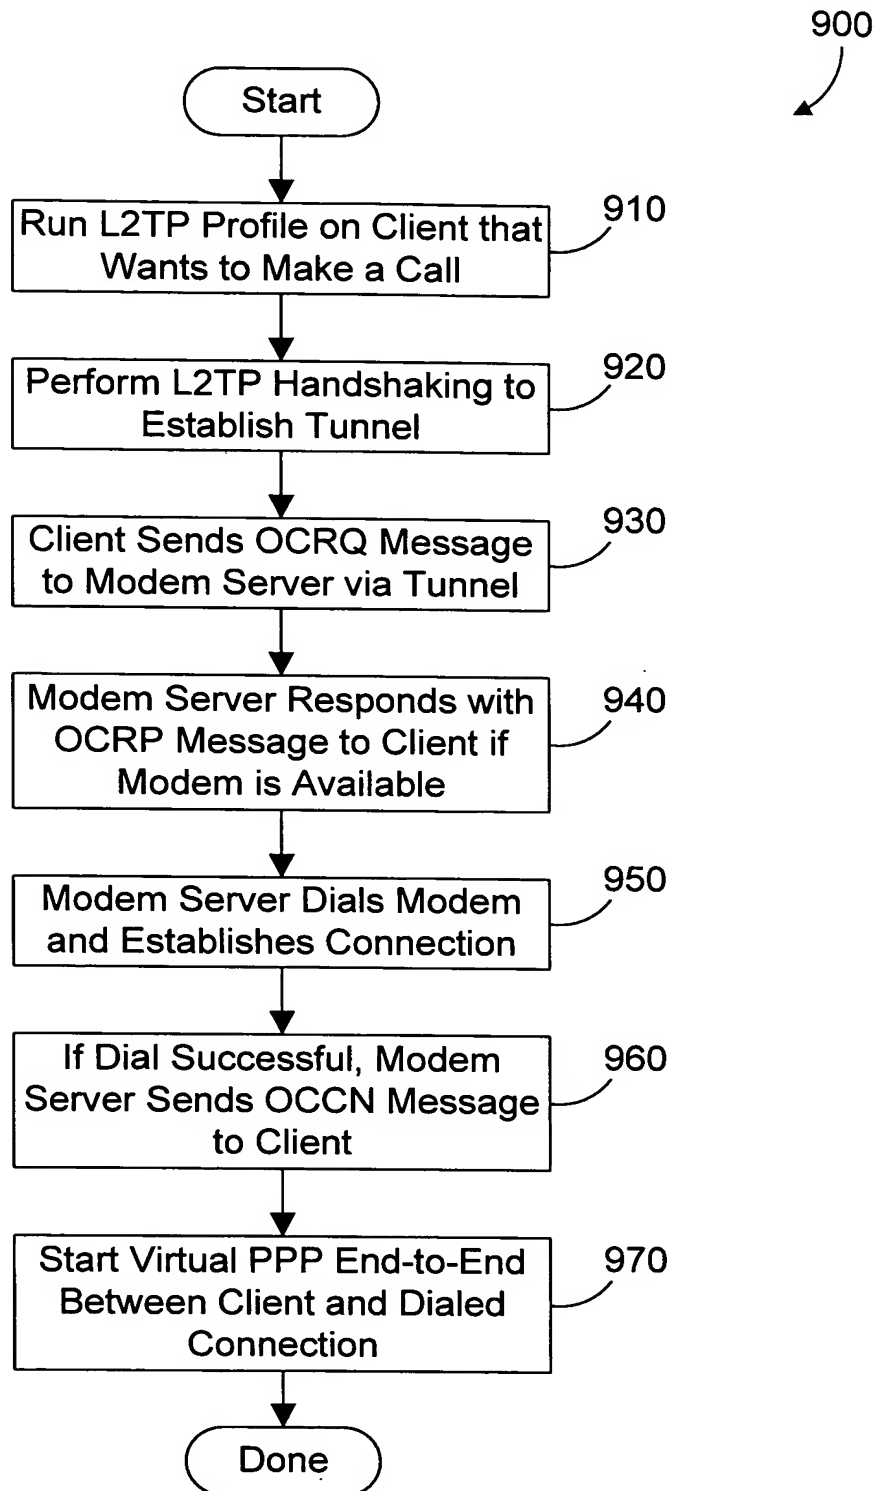 900
Start
Run L2TP Profile on Client that
Wants to Make a Call
910
Perform L2TP Handshaking to
Establish Tunnel
920
Client Sends OCRQ Message
to Modem Server via Tunnel
930
Modem Server Responds with
OCRP Message to Client if
Modem is Available
940
Modem Server Dials Modem
and Establishes Connection
950
If Dial Successful, Modem
Server Sends OCCN Message
to Client
960
Start Virtual PPP End-to-End
Between Client and Dialed
Connection
970
Done